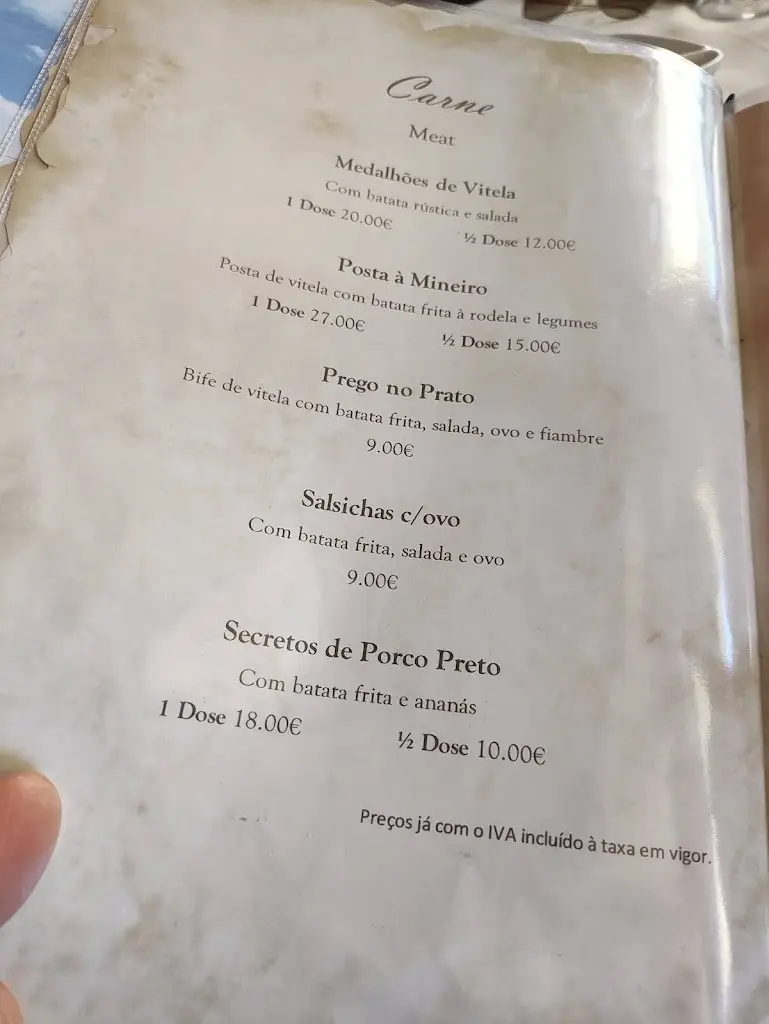 Carne
Meat
Medalhões de Vitela
Com batata rústica e salada
1 Dose 20.00€ ½ Dose 12.00€
Posta à Mineiro
Posta de vitela com batata frita à rodela e legumes
1 Dose 27.00€ ½ Dose 15.00€
Prego no Prato
Bife de vitela com batata frita, salada, ovo e fiambre
9.00€
Salsichas c/ovo
Com batata frita, salada e ovo
9.00€
Secretos de Porco Preto
Com batata frita e ananás
1 Dose 18.00€ ½ Dose 10.00€
Preços já com o IVA incluído à taxa em vigor.